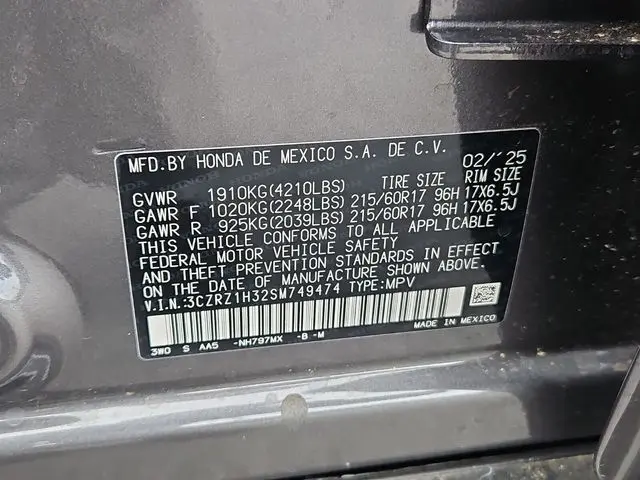 MFD.BY HONDA DE MEXICO S.A. DE C.V. 02/'25
GVWR 1910KG(4210LBS) TIRE SIZE RIM SIZE
GAWR F 1020KG(2248LBS) 215/60R17 96H 17X6.5J
GAWR R 925KG(2039LBS) 215/60R17 96H 17X6.5J
THIS VEHICLE CONFORMS TO ALL APPLICABLE
FEDERAL MOTOR VEHICLE SAFETY
AND THEFT PREVENTION STANDARDS IN EFFECT
ON THE DATE OF MANUFACTURE SHOWN ABOVE.
V.I.N.:3CZRZ1H32SM749474 TYPE:MPV
3W0 S AA5 -NH797MX -B -M
MADE IN MEXICO